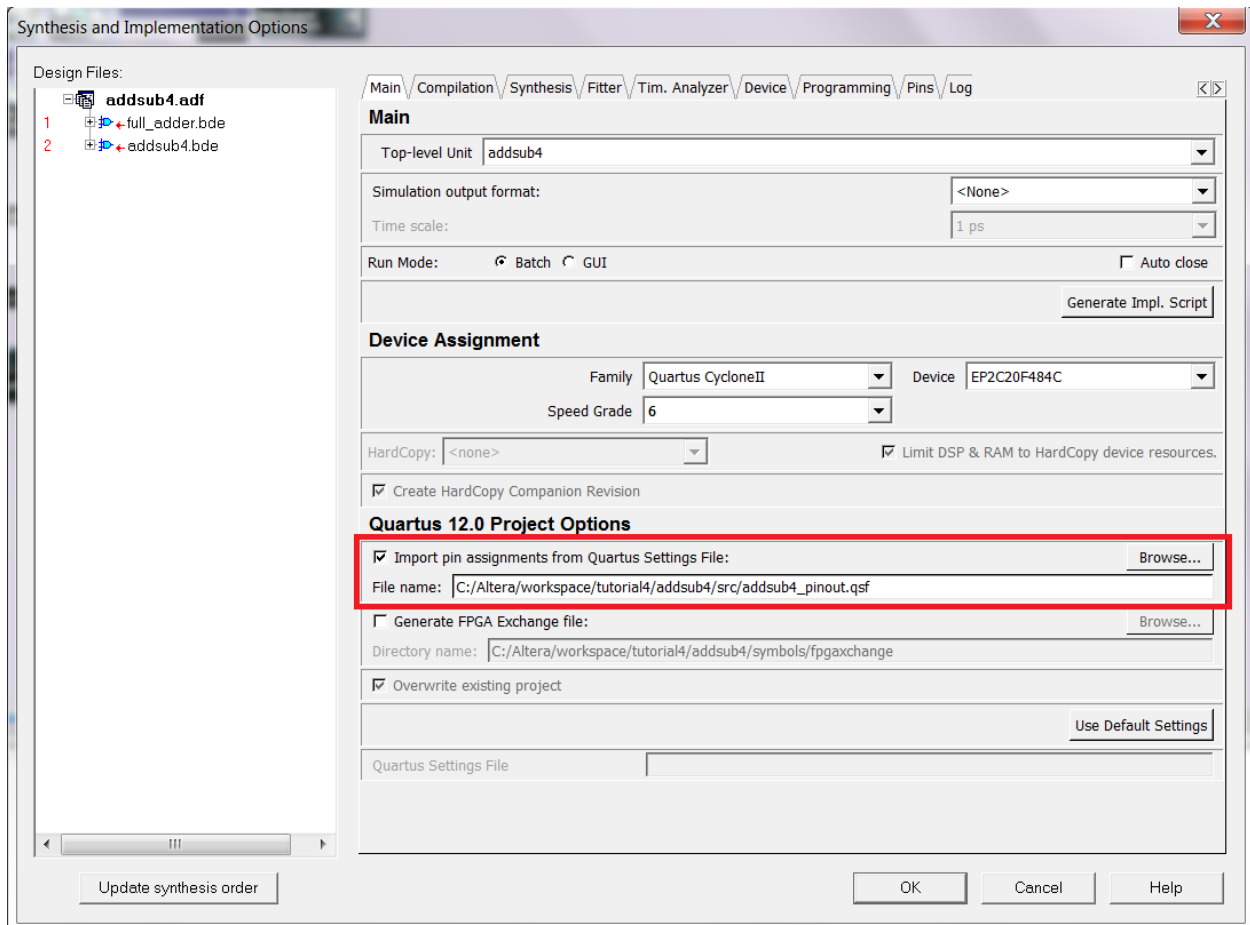 Synthesis and Implementation Options
Design Files:
addsub4.adf
1 full_adder.bde
2 addsub4.bde
Update synthesis order
Main Compilation Synthesis Fitter Tim. Analyzer Device Programming Pins Log
Main
Top-level Unit addsub4
Simulation output format: <None>
Time scale: 1 ps
Run Mode: Batch GUI Auto close
Generate Impl. Script
Device Assignment
Family Quartus CycloneII Device EP2C20F484C
Speed Grade 6
HardCopy: <none> Limit DSP & RAM to HardCopy device resources.
Create HardCopy Companion Revision
Quartus 12.0 Project Options
Import pin assignments from Quartus Settings File: Browse...
File name: C:/Altera/workspace/tutorial4/addsub4/src/addsub4_pinout.qsf
Generate FPGA Exchange file: Browse...
Directory name: C:/Altera/workspace/tutorial4/addsub4/symbols/fpgaxchange
Overwrite existing project
Use Default Settings
Quartus Settings File
OK Cancel Help